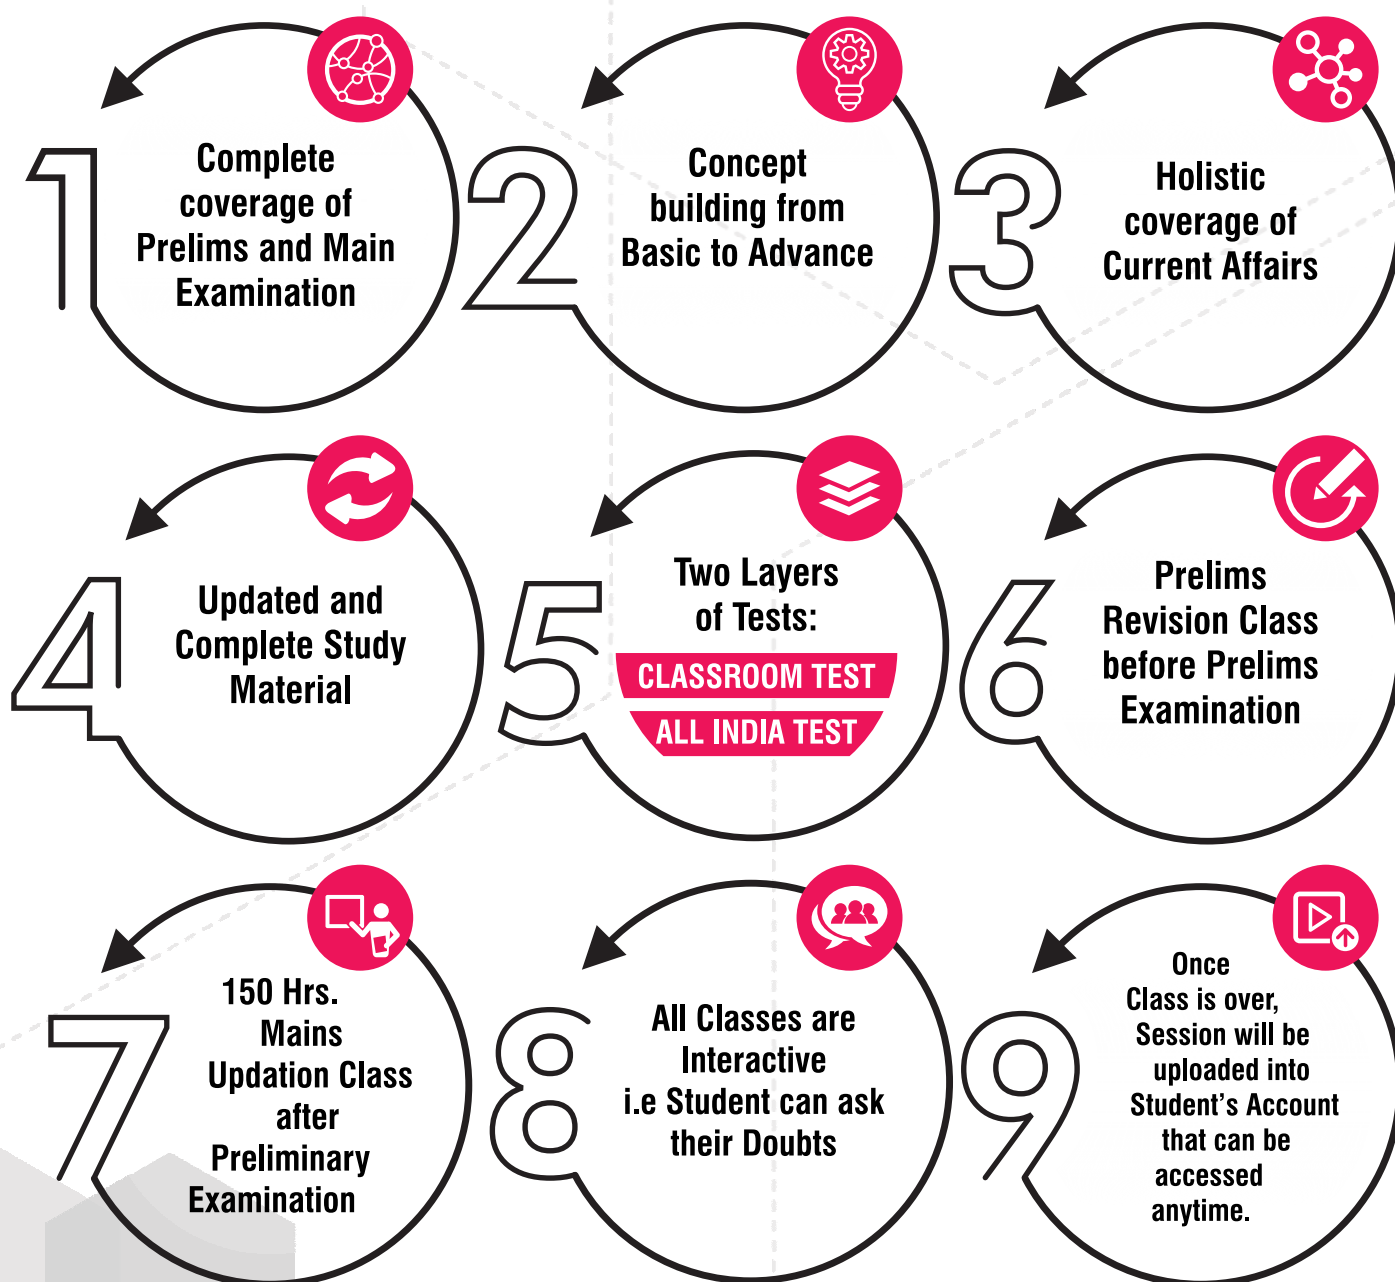 1
Complete
coverage of
Prelims and Main
Examination
2
Concept
building from
Basic to Advance
3
Holistic
coverage of
Current Affairs
4
Updated and
Complete Study
Material
5
Two Layers
of Tests:
CLASSROOM TEST
ALL INDIA TEST
6
Prelims
Revision Class
before Prelims
Examination
7
150 Hrs.
Mains
Updation Class
after
Preliminary
Examination
8
All Classes are
Interactive
i.e Student can ask
their Doubts
9
Once
Class is over,
Session will be
uploaded into
Student's Account
that can be
accessed
anytime.